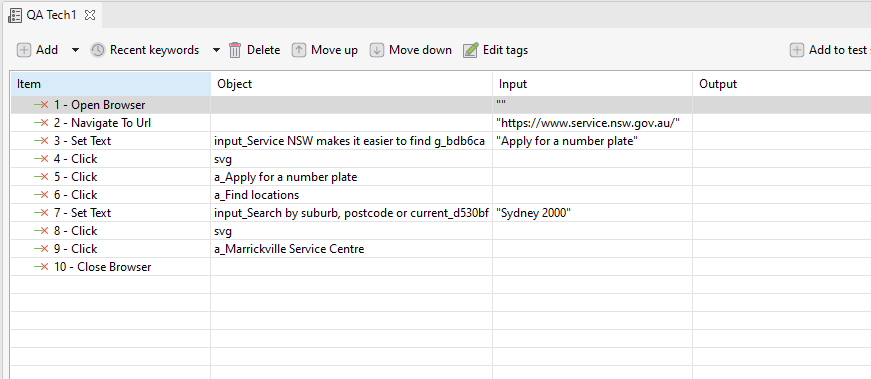 QA Tech1
Add Recent keywords Delete Move up Move down Edit tags Add to test
Item Object Input Output
1 - Open Browser ""
2 - Navigate To Url "https://www.service.nsw.gov.au/"
3 - Set Text input_Service NSW makes it easier to find g_bdb6ca "Apply for a number plate"
4 - Click svg
5 - Click a_Apply for a number plate
6 - Click a_Find locations
7 - Set Text input_Search by suburb, postcode or current_d530bf "Sydney 2000"
8 - Click svg
9 - Click a_Marrickville Service Centre
10 - Close Browser